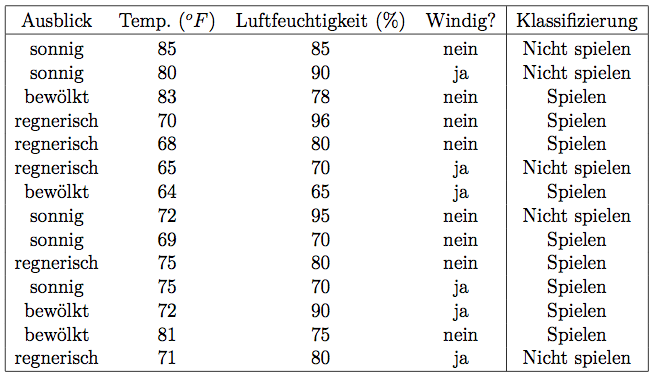 Ausblick Temp. (°F) Luftfeuchtigkeit (%) Windig? Klassifizierung
sonnig 85 85 nein Nicht spielen
sonnig 80 90 ja Nicht spielen
bewölkt 83 78 nein Spielen
regnerisch 70 96 nein Spielen
regnerisch 68 80 nein Spielen
regnerisch 65 70 ja Nicht spielen
bewölkt 64 65 ja Spielen
sonnig 72 95 nein Nicht spielen
sonnig 69 70 nein Spielen
regnerisch 75 80 nein Spielen
sonnig 75 70 ja Spielen
bewölkt 72 90 ja Spielen
bewölkt 81 75 nein Spielen
regnerisch 71 80 ja Nicht spielen